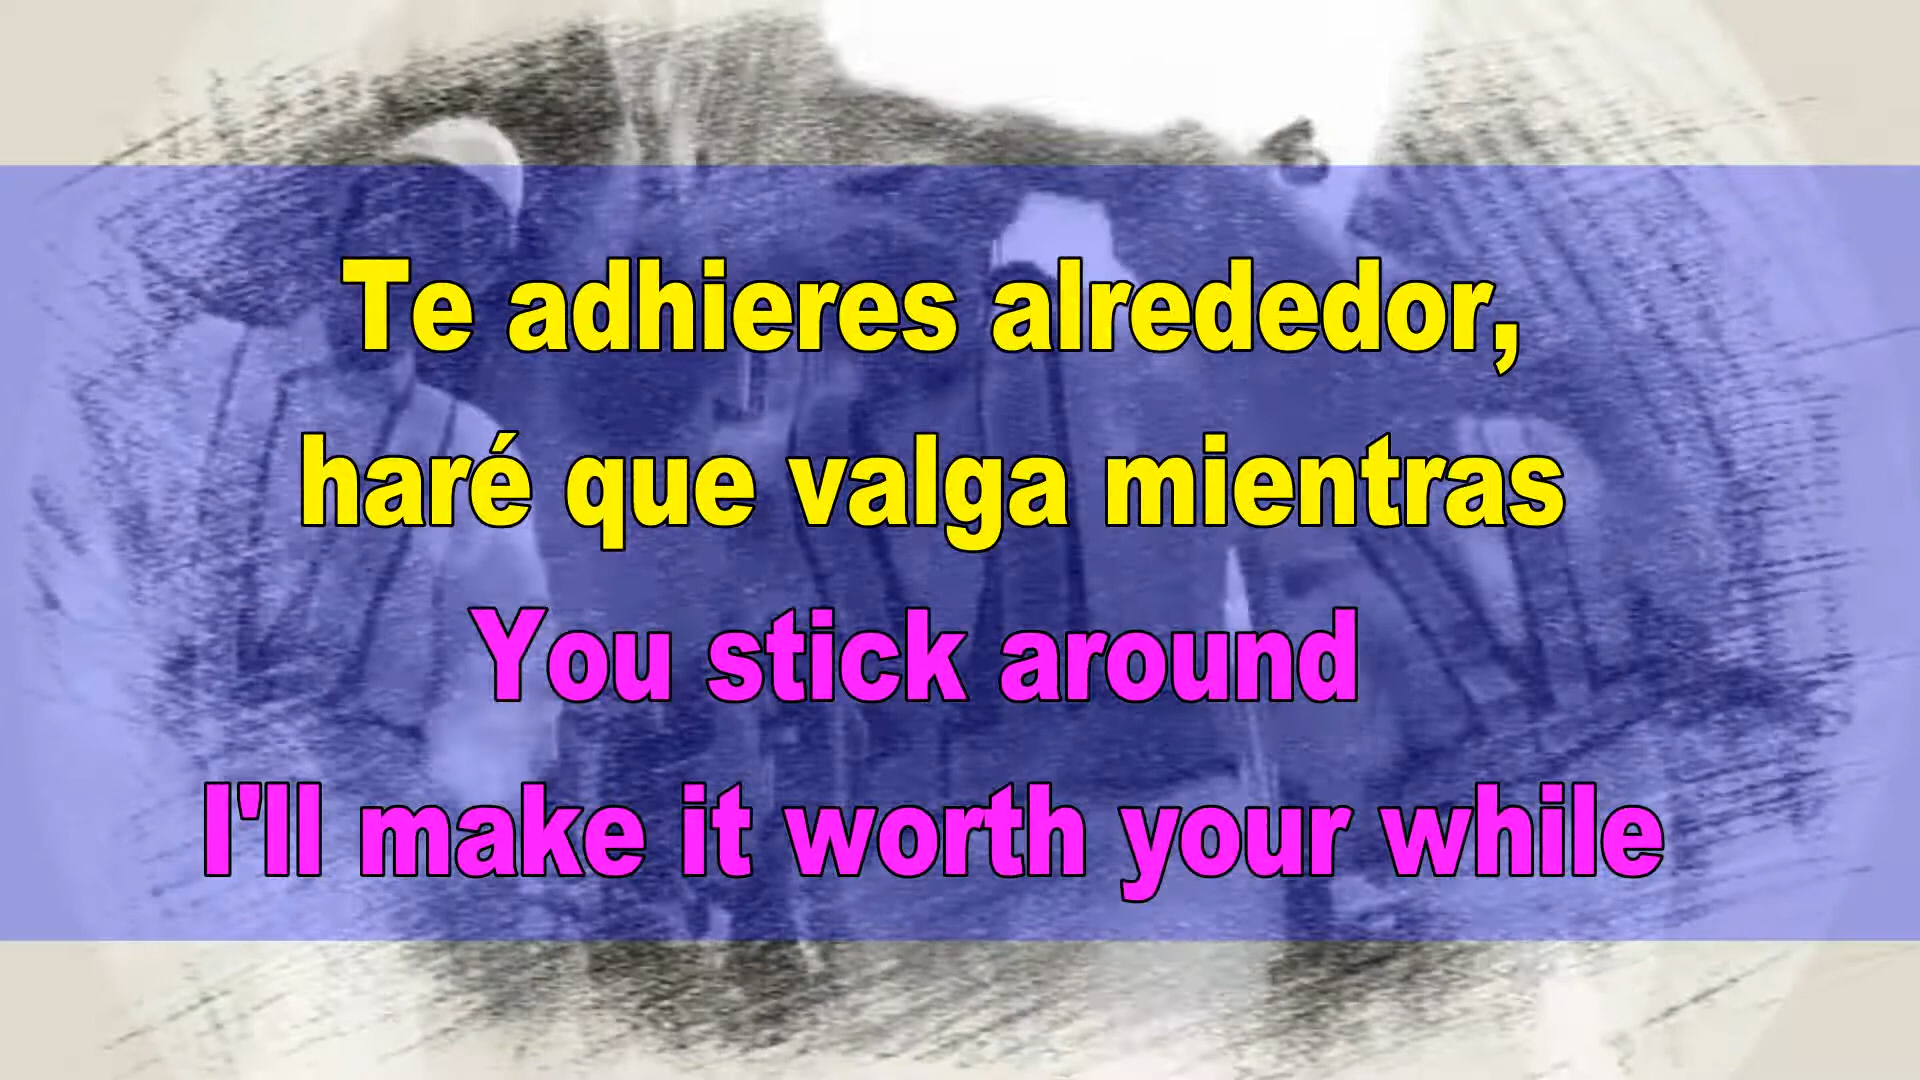 Te adhieres alrededor,
haré que valga mientras
You stick around
I'll make it worth your while